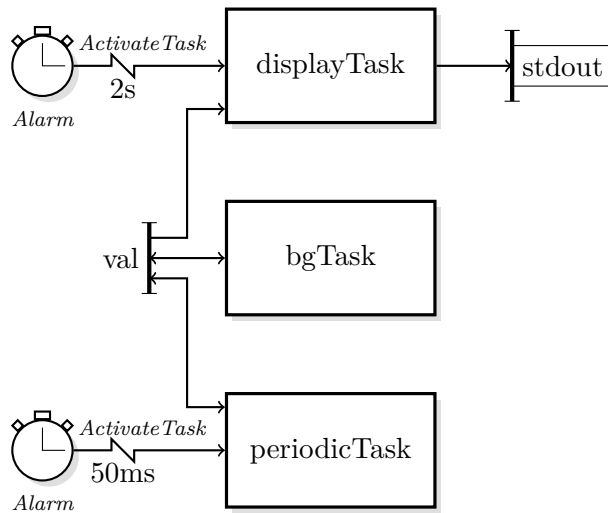 ActivateTask
2s
Alarm
displayTask
stdout
val
bgTask
ActivateTask
50ms
Alarm
periodicTask